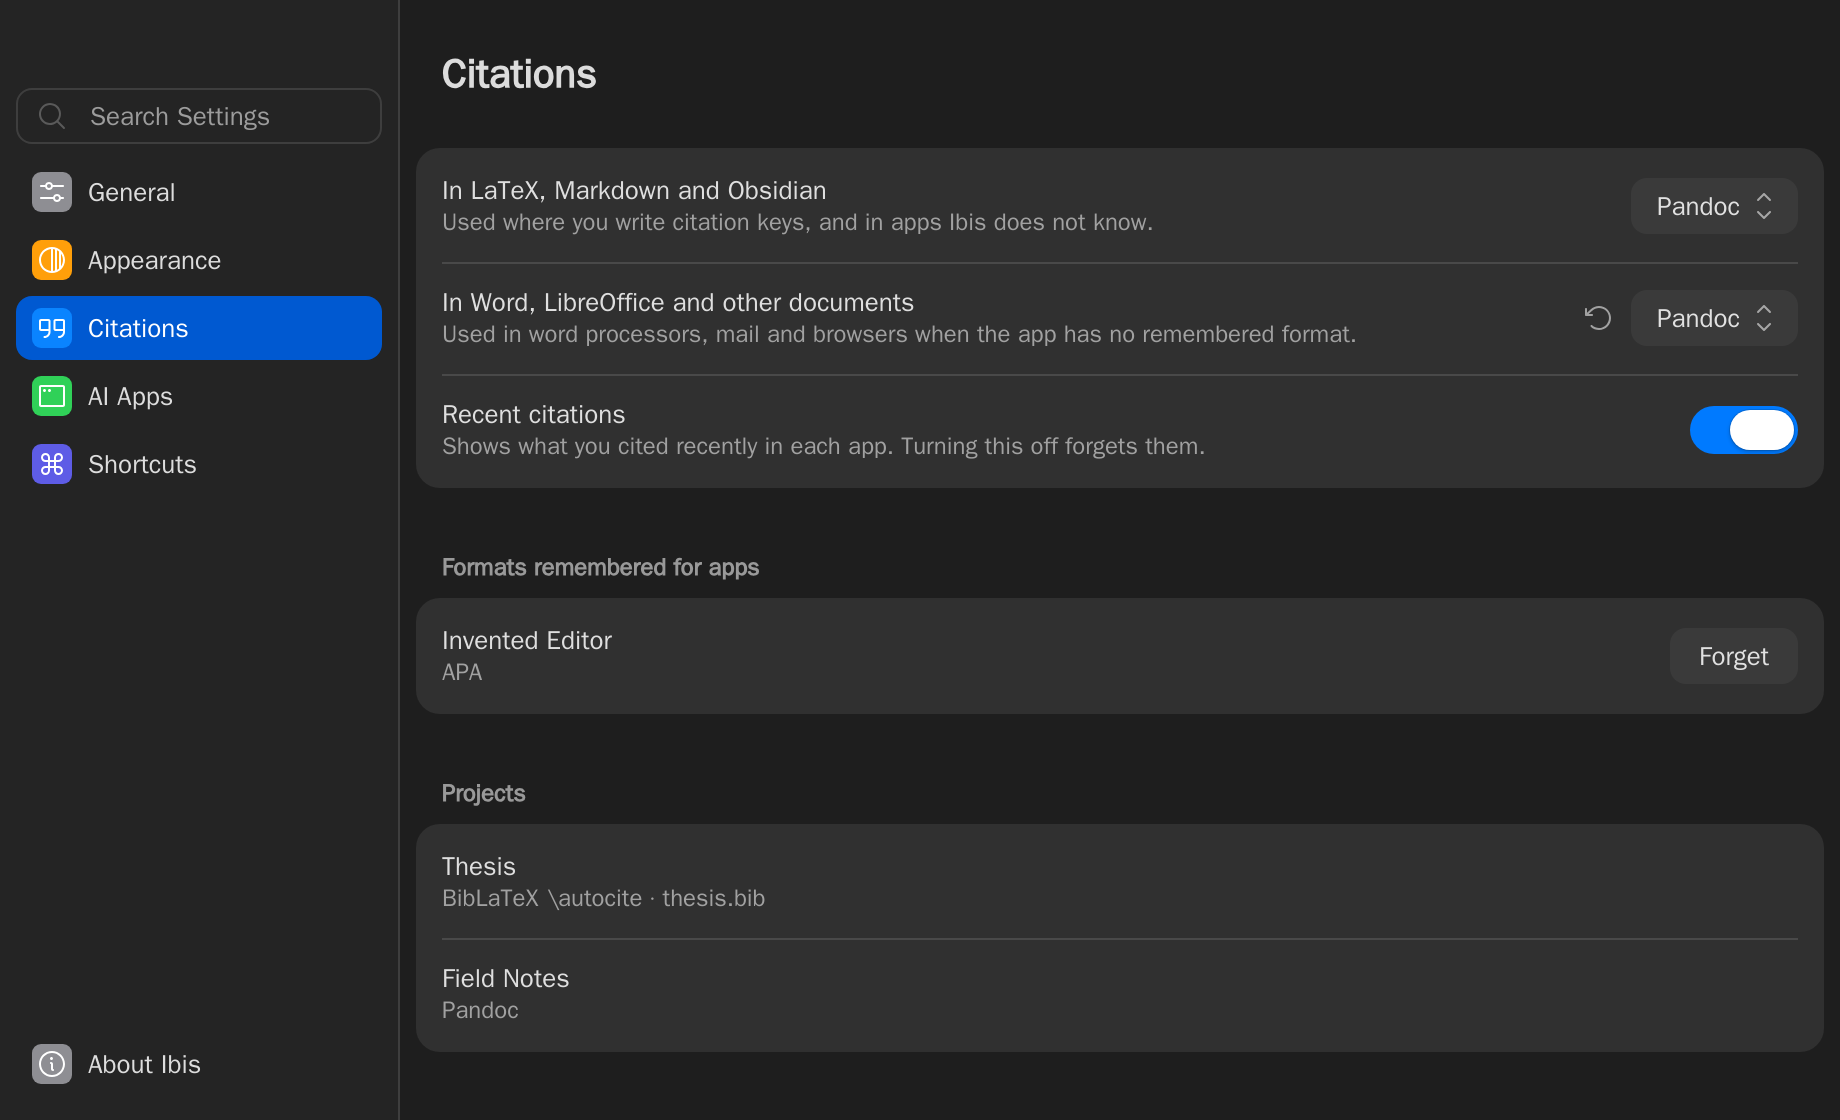 Citations
Search Settings
General
Appearance
Citations
AI Apps
Shortcuts
About Ibis
In LaTeX, Markdown and Obsidian
Used where you write citation keys, and in apps Ibis does not know.
Pandoc
In Word, LibreOffice and other documents
Used in word processors, mail and browsers when the app has no remembered format.
Pandoc
Recent citations
Shows what you cited recently in each app. Turning this off forgets them.
Formats remembered for apps
Invented Editor
APA
Forget
Projects
Thesis
BibLaTeX \autocite · thesis.bib
Field Notes
Pandoc